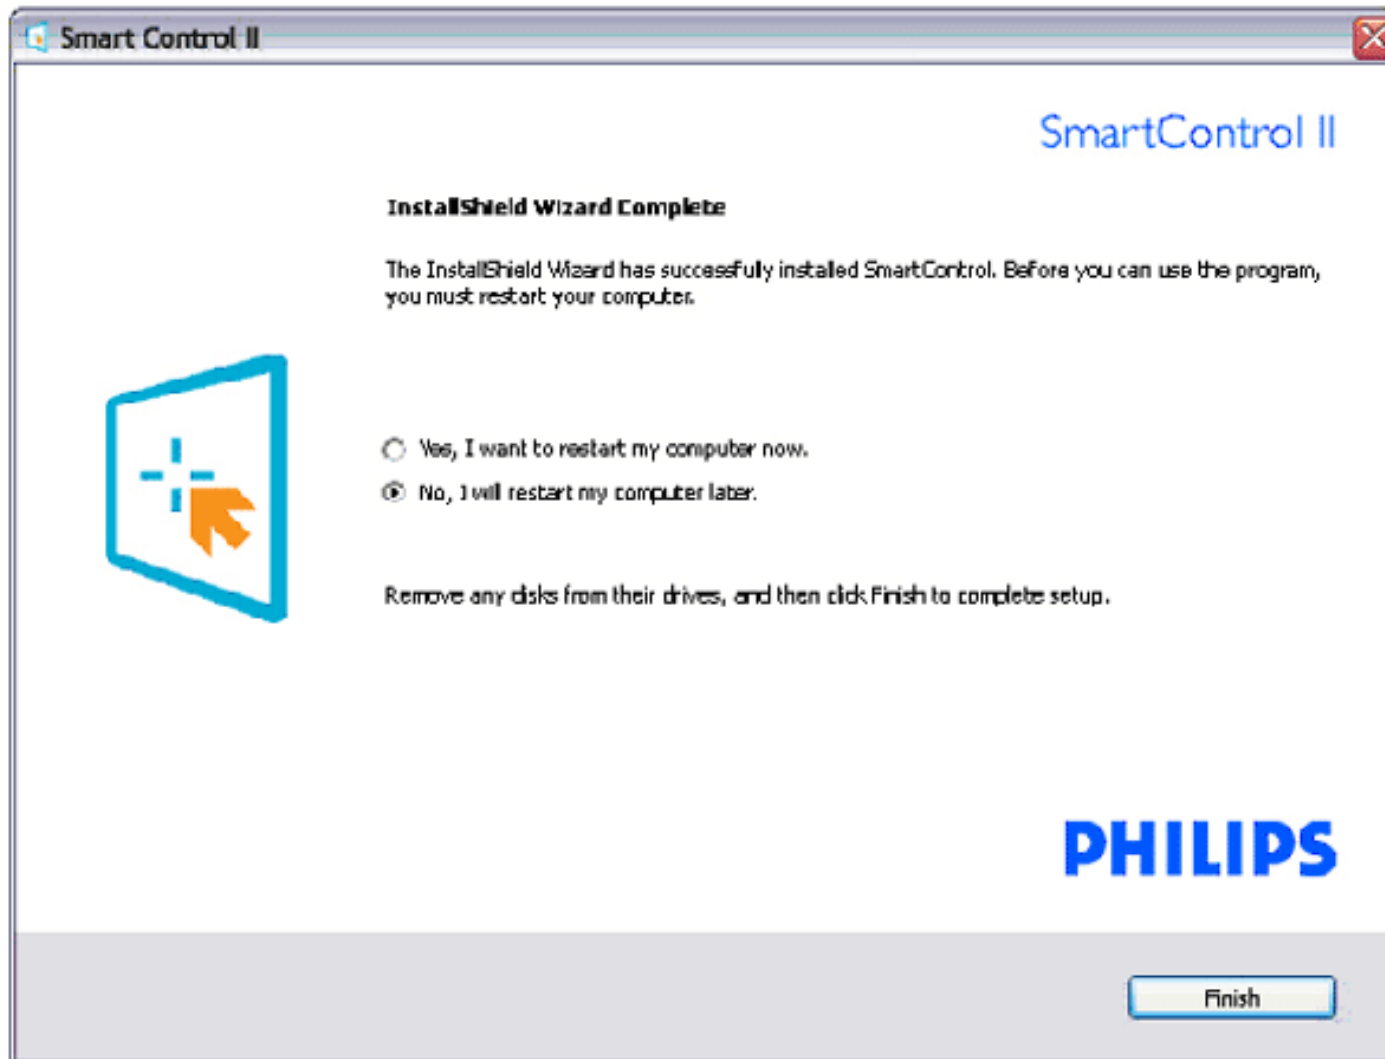 Smart Control II
SmartControl II
InstallShield Wizard Complete
The InstallShield Wizard has successfully installed SmartControl. Before you can use the program,
you must restart your computer.
Yes, I want to restart my computer now.
No, I will restart my computer later.
Remove any disks from their drives, and then click Finish to complete setup.
PHILIPS
Finish